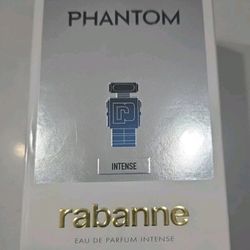 PHANTOM
INTENSE
rabanne
EAU DE PARFUM INTENSE